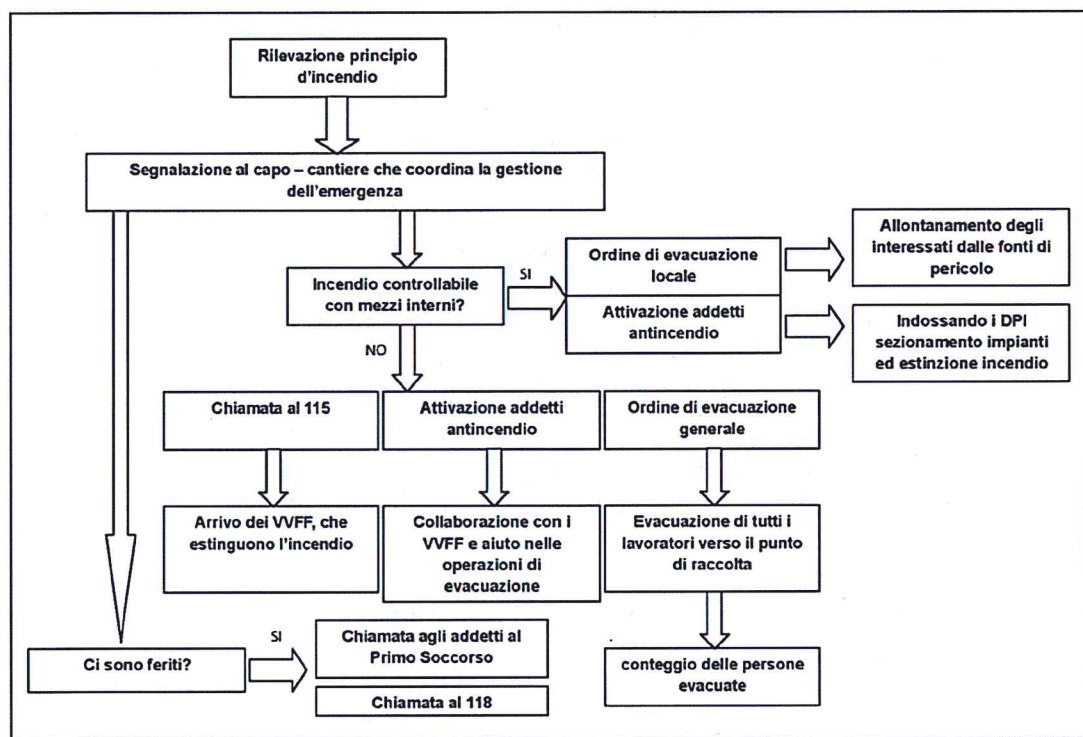 Rilevazione principio
d'incendio
Segnalazione al capo – cantiere che coordina la gestione
dell'emergenza
Incendio controllabile
con mezzi interni?
SI
Ordine di evacuazione
locale
Attivazione addetti
antincendio
Allontanamento degli
interessati dalle fonti di
pericolo
Indossando i DPI
sezionamento impianti
ed estinzione incendio
NO
Chiamata al 115
Attivazione addetti
antincendio
Ordine di evacuazione
generale
Arrivo dei VVFF, che
estinguono l'incendio
Collaborazione con i
VVFF e aiuto nelle
operazioni di
evacuazione
Evacuazione di tutti i
lavoratori verso il punto
di raccolta
Ci sono feriti?
SI
Chiamata agli addetti al
Primo Soccorso
Chiamata al 118
conteggio delle persone
evacuate